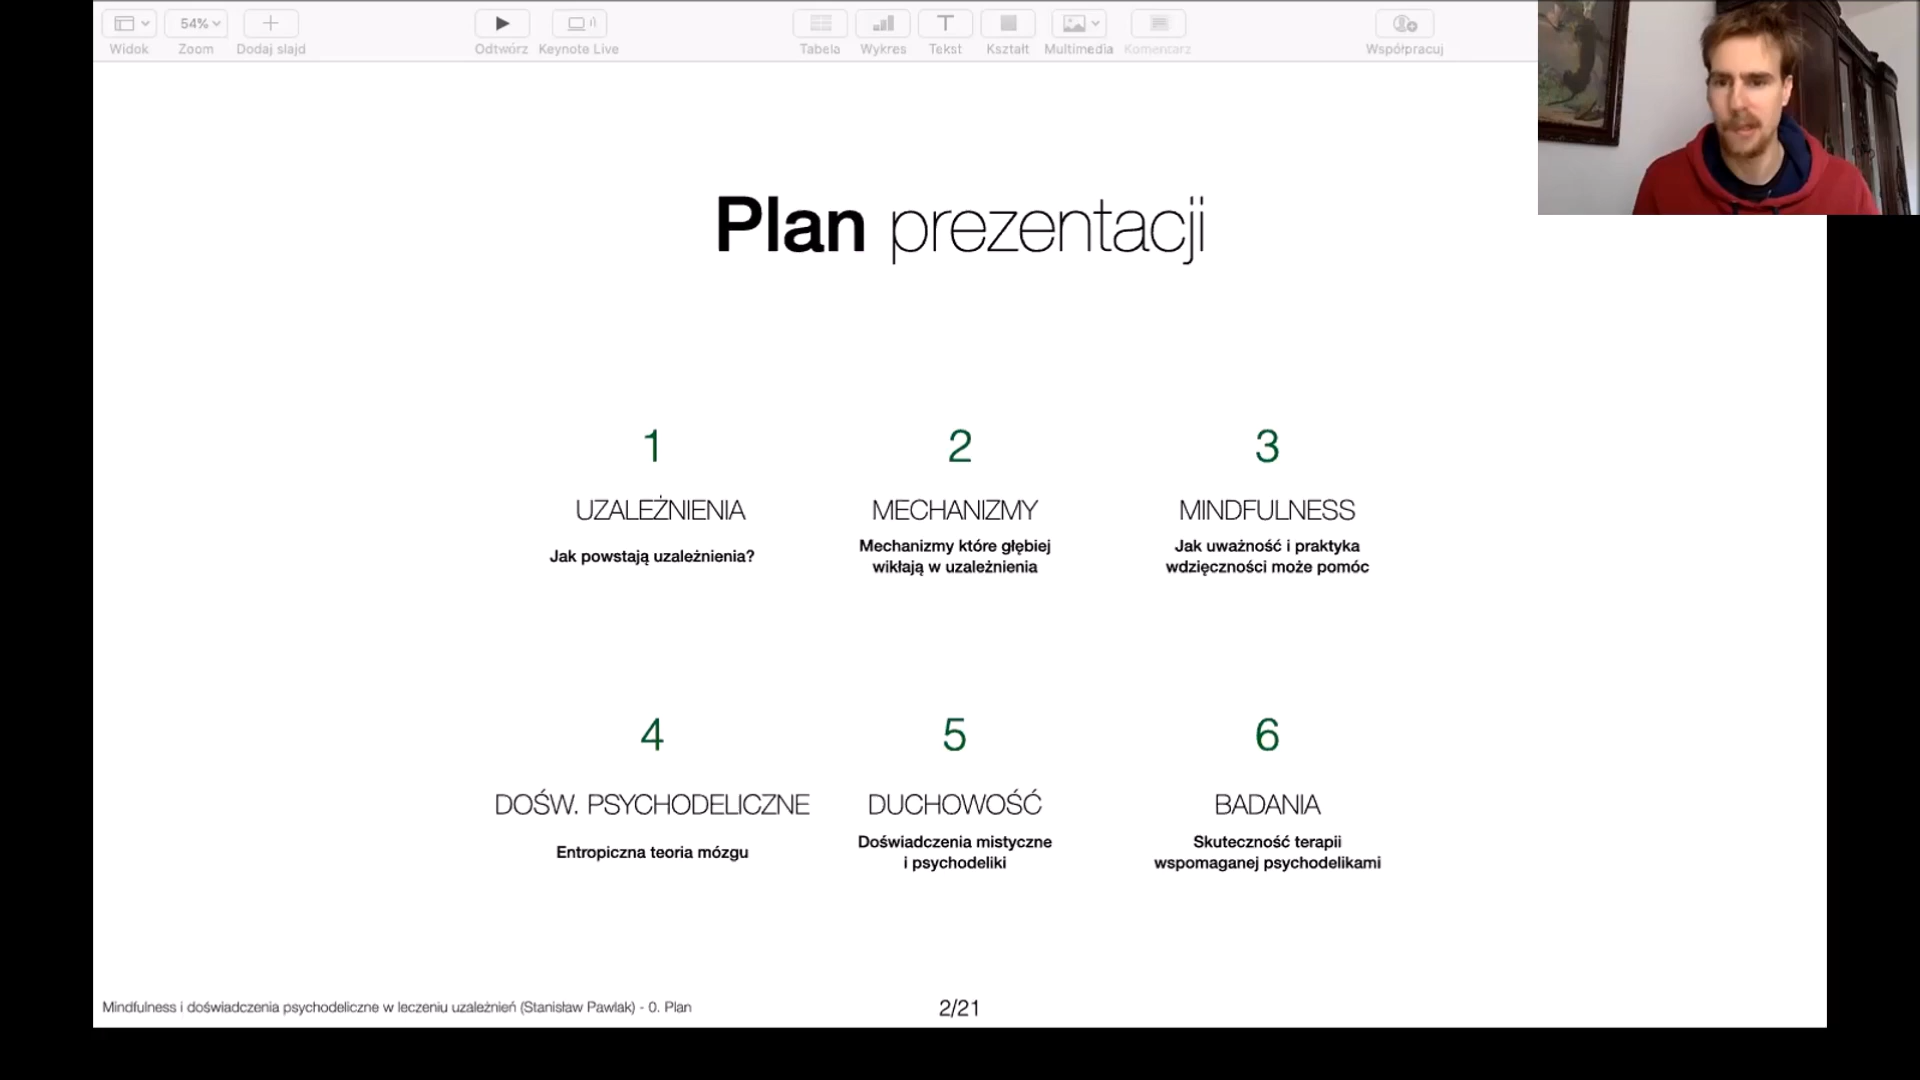 Widok
54%
Zoom
Dodaj slajd
Odtwórz
Keynote Live
Tabela
Wykres
Tekst
Kształt
Multimedia
Komentarz
Współpracuj
Plan prezentacji
1
UZALEŻNIENIA
Jak powstają uzależnienia?
2
MECHANIZMY
Mechanizmy które głębiej
wikłają w uzależnienia
3
MINDFULNESS
Jak uważność i praktyka
wdzięczności może pomóc
4
DOŚW. PSYCHODELICZNE
Entropiczna teoria mózgu
5
DUCHOWOŚĆ
Doświadczenia mistyczne
i psychodeliki
6
BADANIA
Skuteczność terapii
wspomaganej psychodelikami
Mindfulness i doświadczenia psychodeliczne w leczeniu uzależnień (Stanisław Pawlak) - 0. Plan
2/21